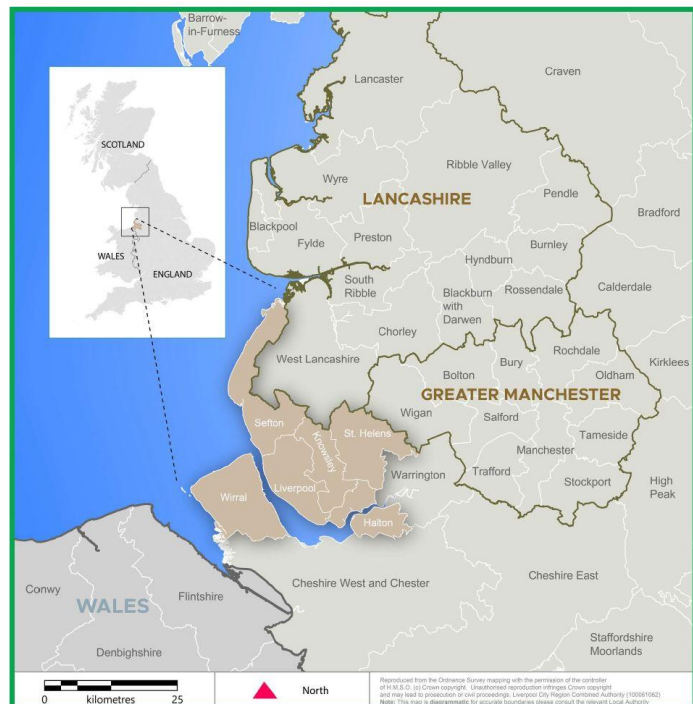 Barrow-
in-Furness
Lancaster
Craven
SCOTLAND
WALES
ENGLAND
Wyre
Ribble Valley
LANCASHIRE
Pendle
Bradford
Blackpool
Fylde
Preston
Burnley
Hyndburn
South
Ribble
Blackburn
with
Darwen
Rossendale
Calderdale
Chorley
West Lancashire
Rochdale
Bury
Bolton
Oldham
Kirklees
GREATER MANCHESTER
Wigan
Salford
Sefton
Knowsley
St. Helens
Tameside
Manchester
Warrington
Trafford
Stockport
High
Peak
Liverpool
Wirral
Halton
Cheshire West and Chester
Cheshire East
Conwy
WALES
Flintshire
Denbighshire
Staffordshire
Moorlands
0
kilometres
25
North
Reproduced from the Ordnance Survey mapping with the permission of the controller
of H.M.S.O. (c) Crown copyright. Unauthorised reproduction infringes Crown copyright
and may lead to prosecution or civil proceedings. Liverpool City Region Combined Authority (100061062)
Note: This map is diagrammatic for accurate boundaries please consult the relevant Local Authority